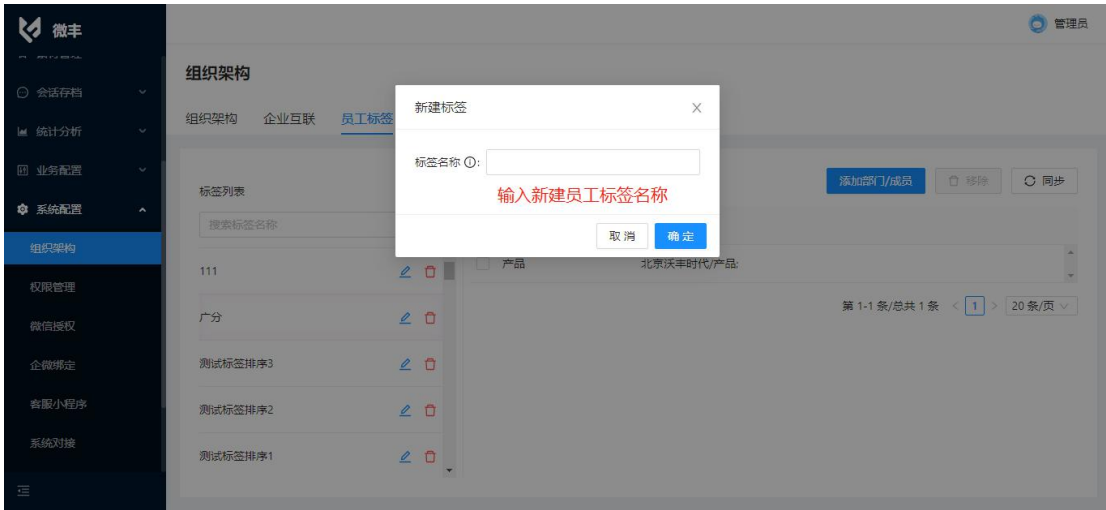 微丰
管理员
会话存档
统计分析
业务配置
系统配置
组织架构
权限管理
微信授权
企微绑定
客服小程序
系统对接
组织架构
组织架构 企业互联 员工标签
标签列表
搜索标签名称
111
广分
测试标签排序3
测试标签排序2
测试标签排序1
添加部门/成员 移除 同步
产品 北京沃丰时代/产品:
第 1-1 条/总共 1 条 < 1 > 20 条/页
新建标签
标签名称 :
输入新建员工标签名称
取 消 确 定